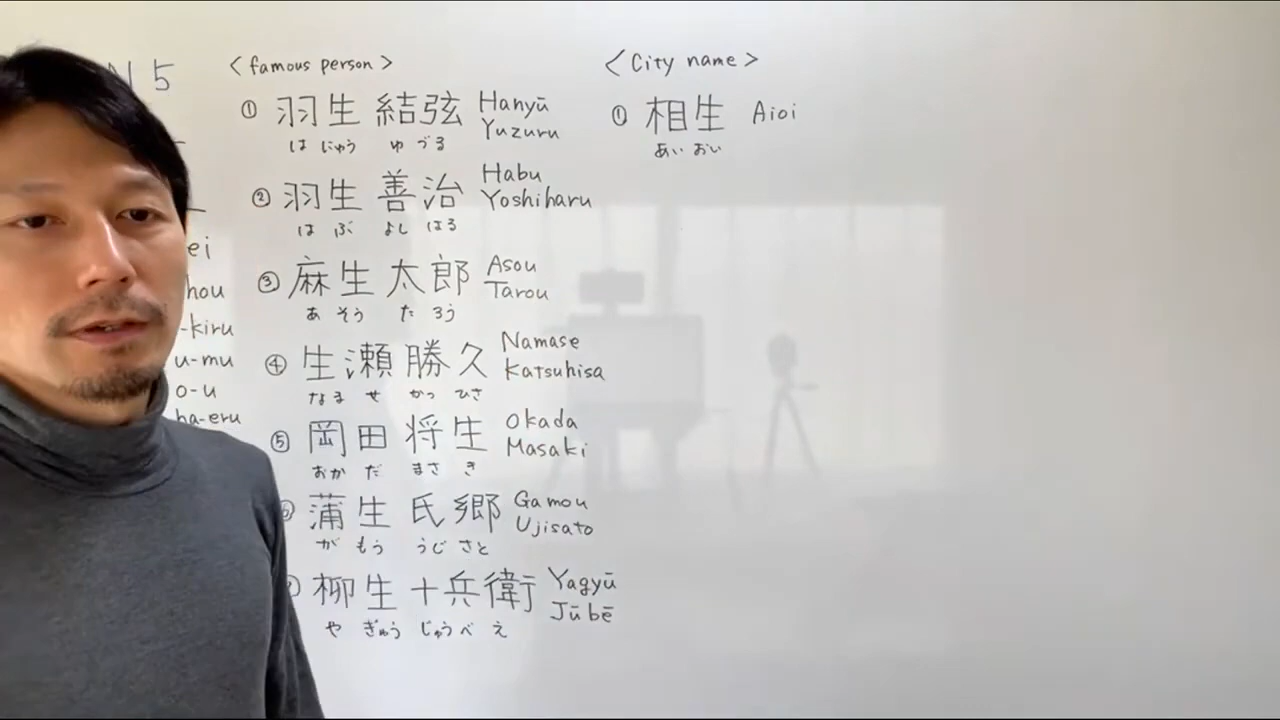 N5
<famous person>
① 羽生 結弦 Hanyū Yuzuru
は にゅう ゆ づる
② 羽生 善治 Habu Yoshiharu
は ぶ よし はる
③ 麻生 太郎 Asou Tarou
あ そう た ろう
④ 生瀬 勝久 Namase Katsuhisa
なま せ かつ ひさ
⑤ 岡田 将生 Okada Masaki
おか だ まさ き
⑥ 蒲生 氏郷 Gamou Ujisato
が もう うじ さと
柳生 十兵衛 Yagyū Jūbē
や ぎゅう じゅう べ え
<City name>
① 相生 Aioi
あい おい
ei
hou
-kiru
u-mu
o-u
ha-eru